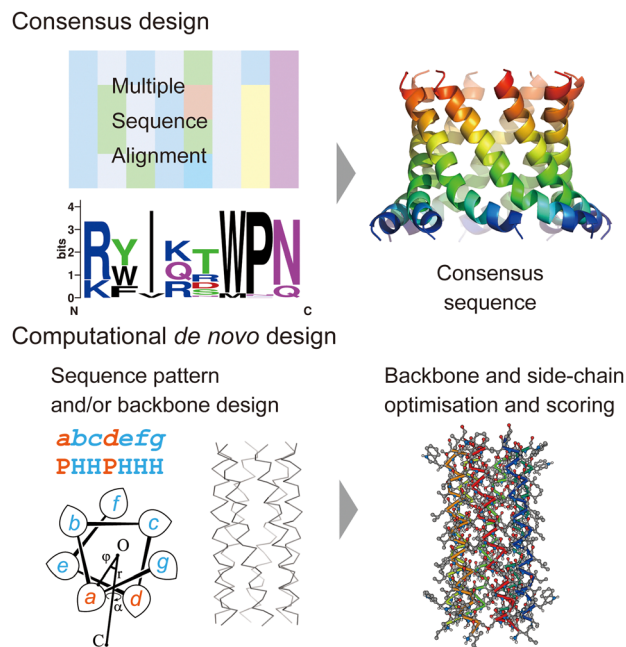 Consensus design
Multiple
Sequence
Alignment
4
3
2
1
0
bits
R Y I K T W P N
K W Q R
F V R D M Q
S
N
C
Consensus
sequence
Computational de novo design
Sequence pattern
and/or backbone design
abcdefg
PHHPHHH
f
b c
O
e φ r g
a α d
C
Backbone and side-chain
optimisation and scoring